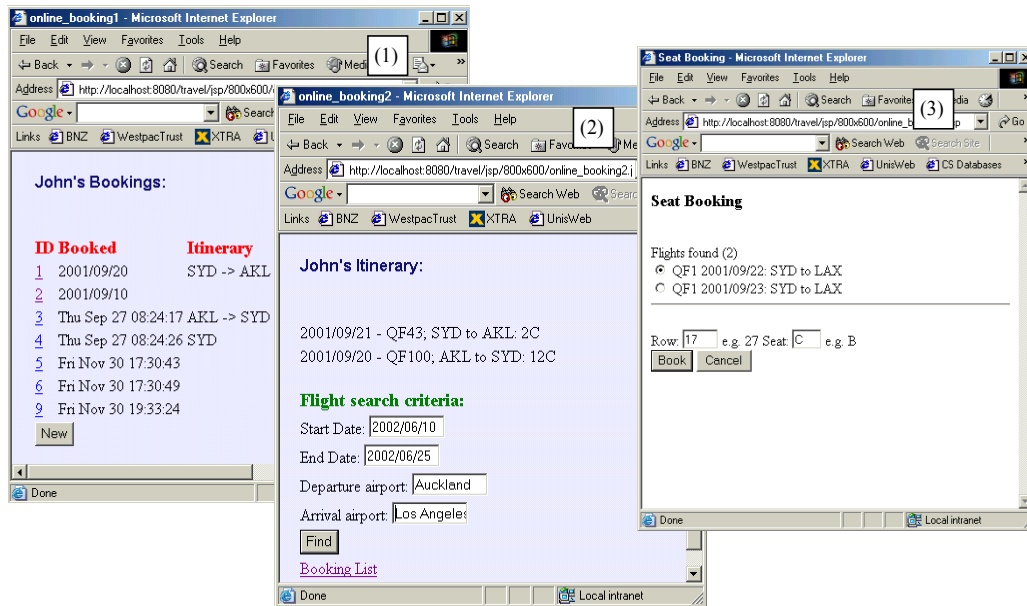 online_booking1 - Microsoft Internet Explorer
File Edit View Favorites Tools Help
(1)
Back Search Favorites
Address http://localhost:8080/travel/jsp/800x600/
Google Search
Links BNZ WestpacTrust XTRA
John's Bookings:
ID Booked Itinerary
1 2001/09/20 SYD -> AKL
2 2001/09/10
3 Thu Sep 27 08:24:17 AKL -> SYD
4 Thu Sep 27 08:24:26 SYD
5 Fri Nov 30 17:30:43
6 Fri Nov 30 17:30:49
9 Fri Nov 30 19:33:24
New
Done
online_booking2 - Microsoft Internet Explorer
File Edit View Favorites Tools Help
(2)
Back Search
Address http://localhost:8080/travel/jsp/800x600/online_booking2.j
Google Search Web
Links BNZ WestpacTrust XTRA UnisWeb
John's Itinerary:
2001/09/21 - QF43; SYD to AKL: 2C
2001/09/20 - QF100; AKL to SYD: 12C
Flight search criteria:
Start Date: 2002/06/10
End Date: 2002/06/25
Departure airport: Auckland
Arrival airport: Los Angeles
Find
Booking List
Done Local intranet
Seat Booking - Microsoft Internet Explorer
File Edit View Favorites Tools Help
(3)
Back Search
Address http://localhost:8080/travel/jsp/800x600/online_b Go
Google Search Web Search Site
Links BNZ WestpacTrust XTRA UnisWeb CS Databases
Seat Booking
Flights found (2)
QF1 2001/09/22: SYD to LAX
QF1 2001/09/23: SYD to LAX
Row: 17 e.g. 27 Seat: C e.g. B
Book Cancel
Done Local intranet